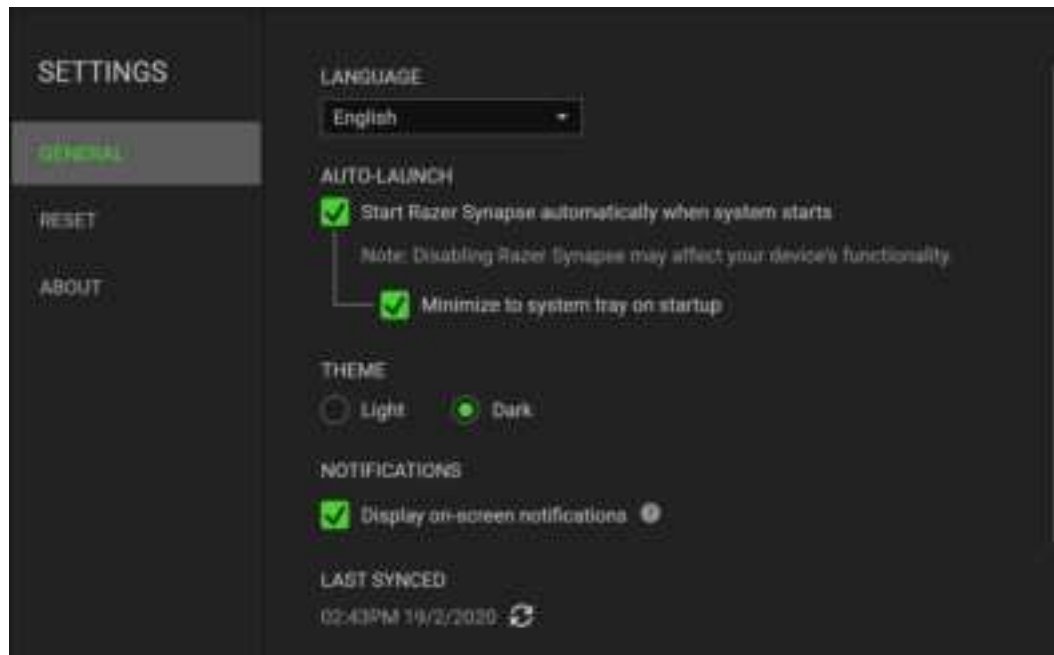 SETTINGS
GENERAL
RESET
ABOUT
LANGUAGE
English
AUTO-LAUNCH
Start Razer Synapse automatically when system starts
Note: Disabling Razer Synapse may affect your device's functionality.
Minimize to system tray on startup
THEME
Light Dark
NOTIFICATIONS
Display on-screen notifications
LAST SYNCED
02:43PM 19/2/2020